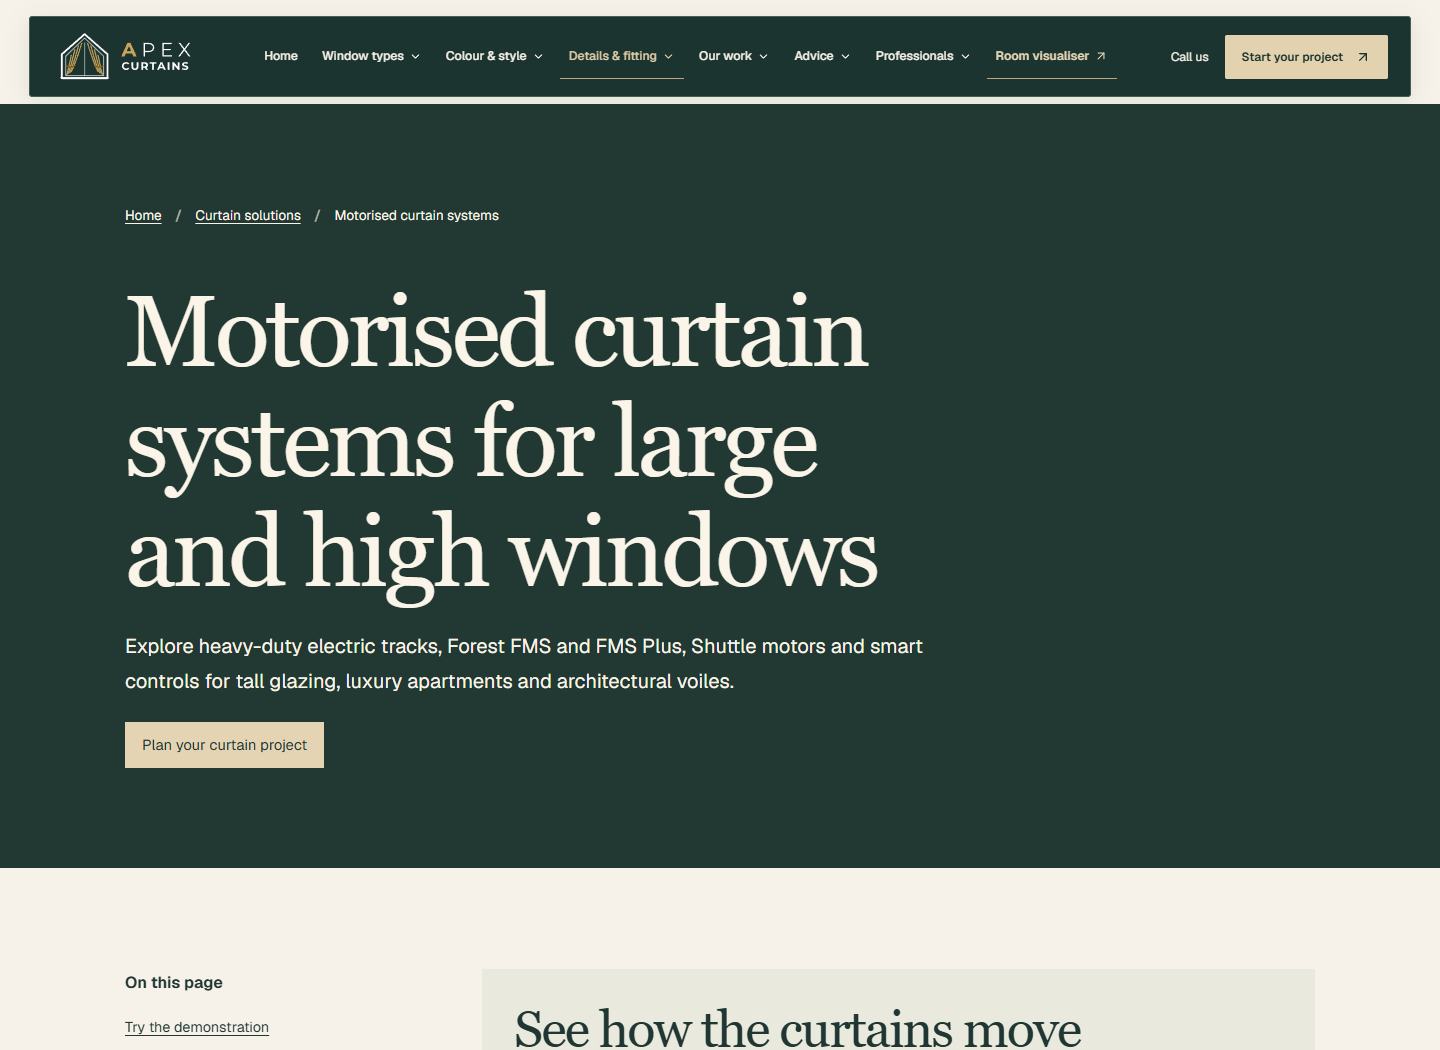 APEX
CURTAINS
Home
Window types
Colour & style
Details & fitting
Our work
Advice
Professionals
Room visualiser
Call us
Start your project
Home / Curtain solutions / Motorised curtain systems
Motorised curtain
systems for large
and high windows
Explore heavy-duty electric tracks, Forest FMS and FMS Plus, Shuttle motors and smart
controls for tall glazing, luxury apartments and architectural voiles.
Plan your curtain project
On this page
Try the demonstration
See how the curtains move